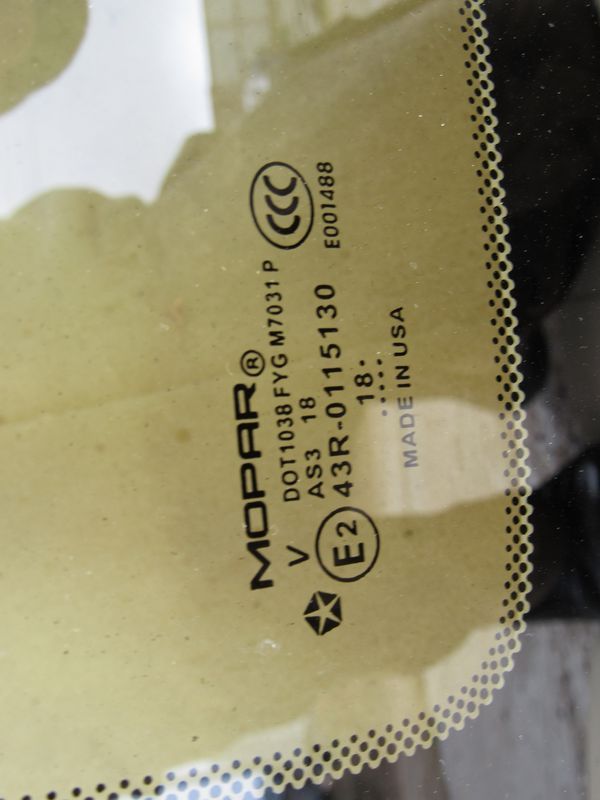 MOPAR®
V DOT1038 FYG M7031 P
AS3 18
E2 43R-0115130
18
CCC
E001488
MADE IN USA